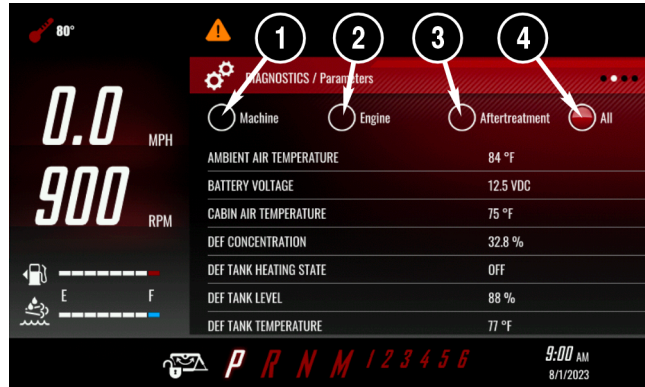 80°
1 2 3 4
DIAGNOSTICS / Parameters
Machine Engine Aftertreatment All
0.0 MPH
900 RPM
AMBIENT AIR TEMPERATURE 84 °F
BATTERY VOLTAGE 12.5 VDC
CABIN AIR TEMPERATURE 75 °F
DEF CONCENTRATION 32.8 %
DEF TANK HEATING STATE OFF
DEF TANK LEVEL 88 %
DEF TANK TEMPERATURE 77 °F
E F
P R N M 1 2 3 4 5 6
9:00 AM
8/1/2023